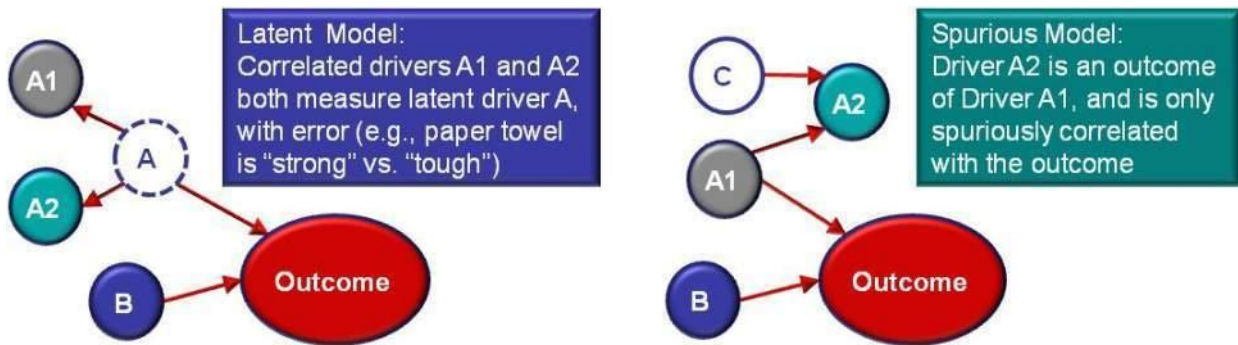 Latent Model:
Correlated drivers A1 and A2
both measure latent driver A,
with error (e.g., paper towel
is “strong” vs. “tough”)
A1
A
A2
B
Outcome
Spurious Model:
Driver A2 is an outcome
of Driver A1, and is only
spuriously correlated
with the outcome
C
A2
A1
B
Outcome